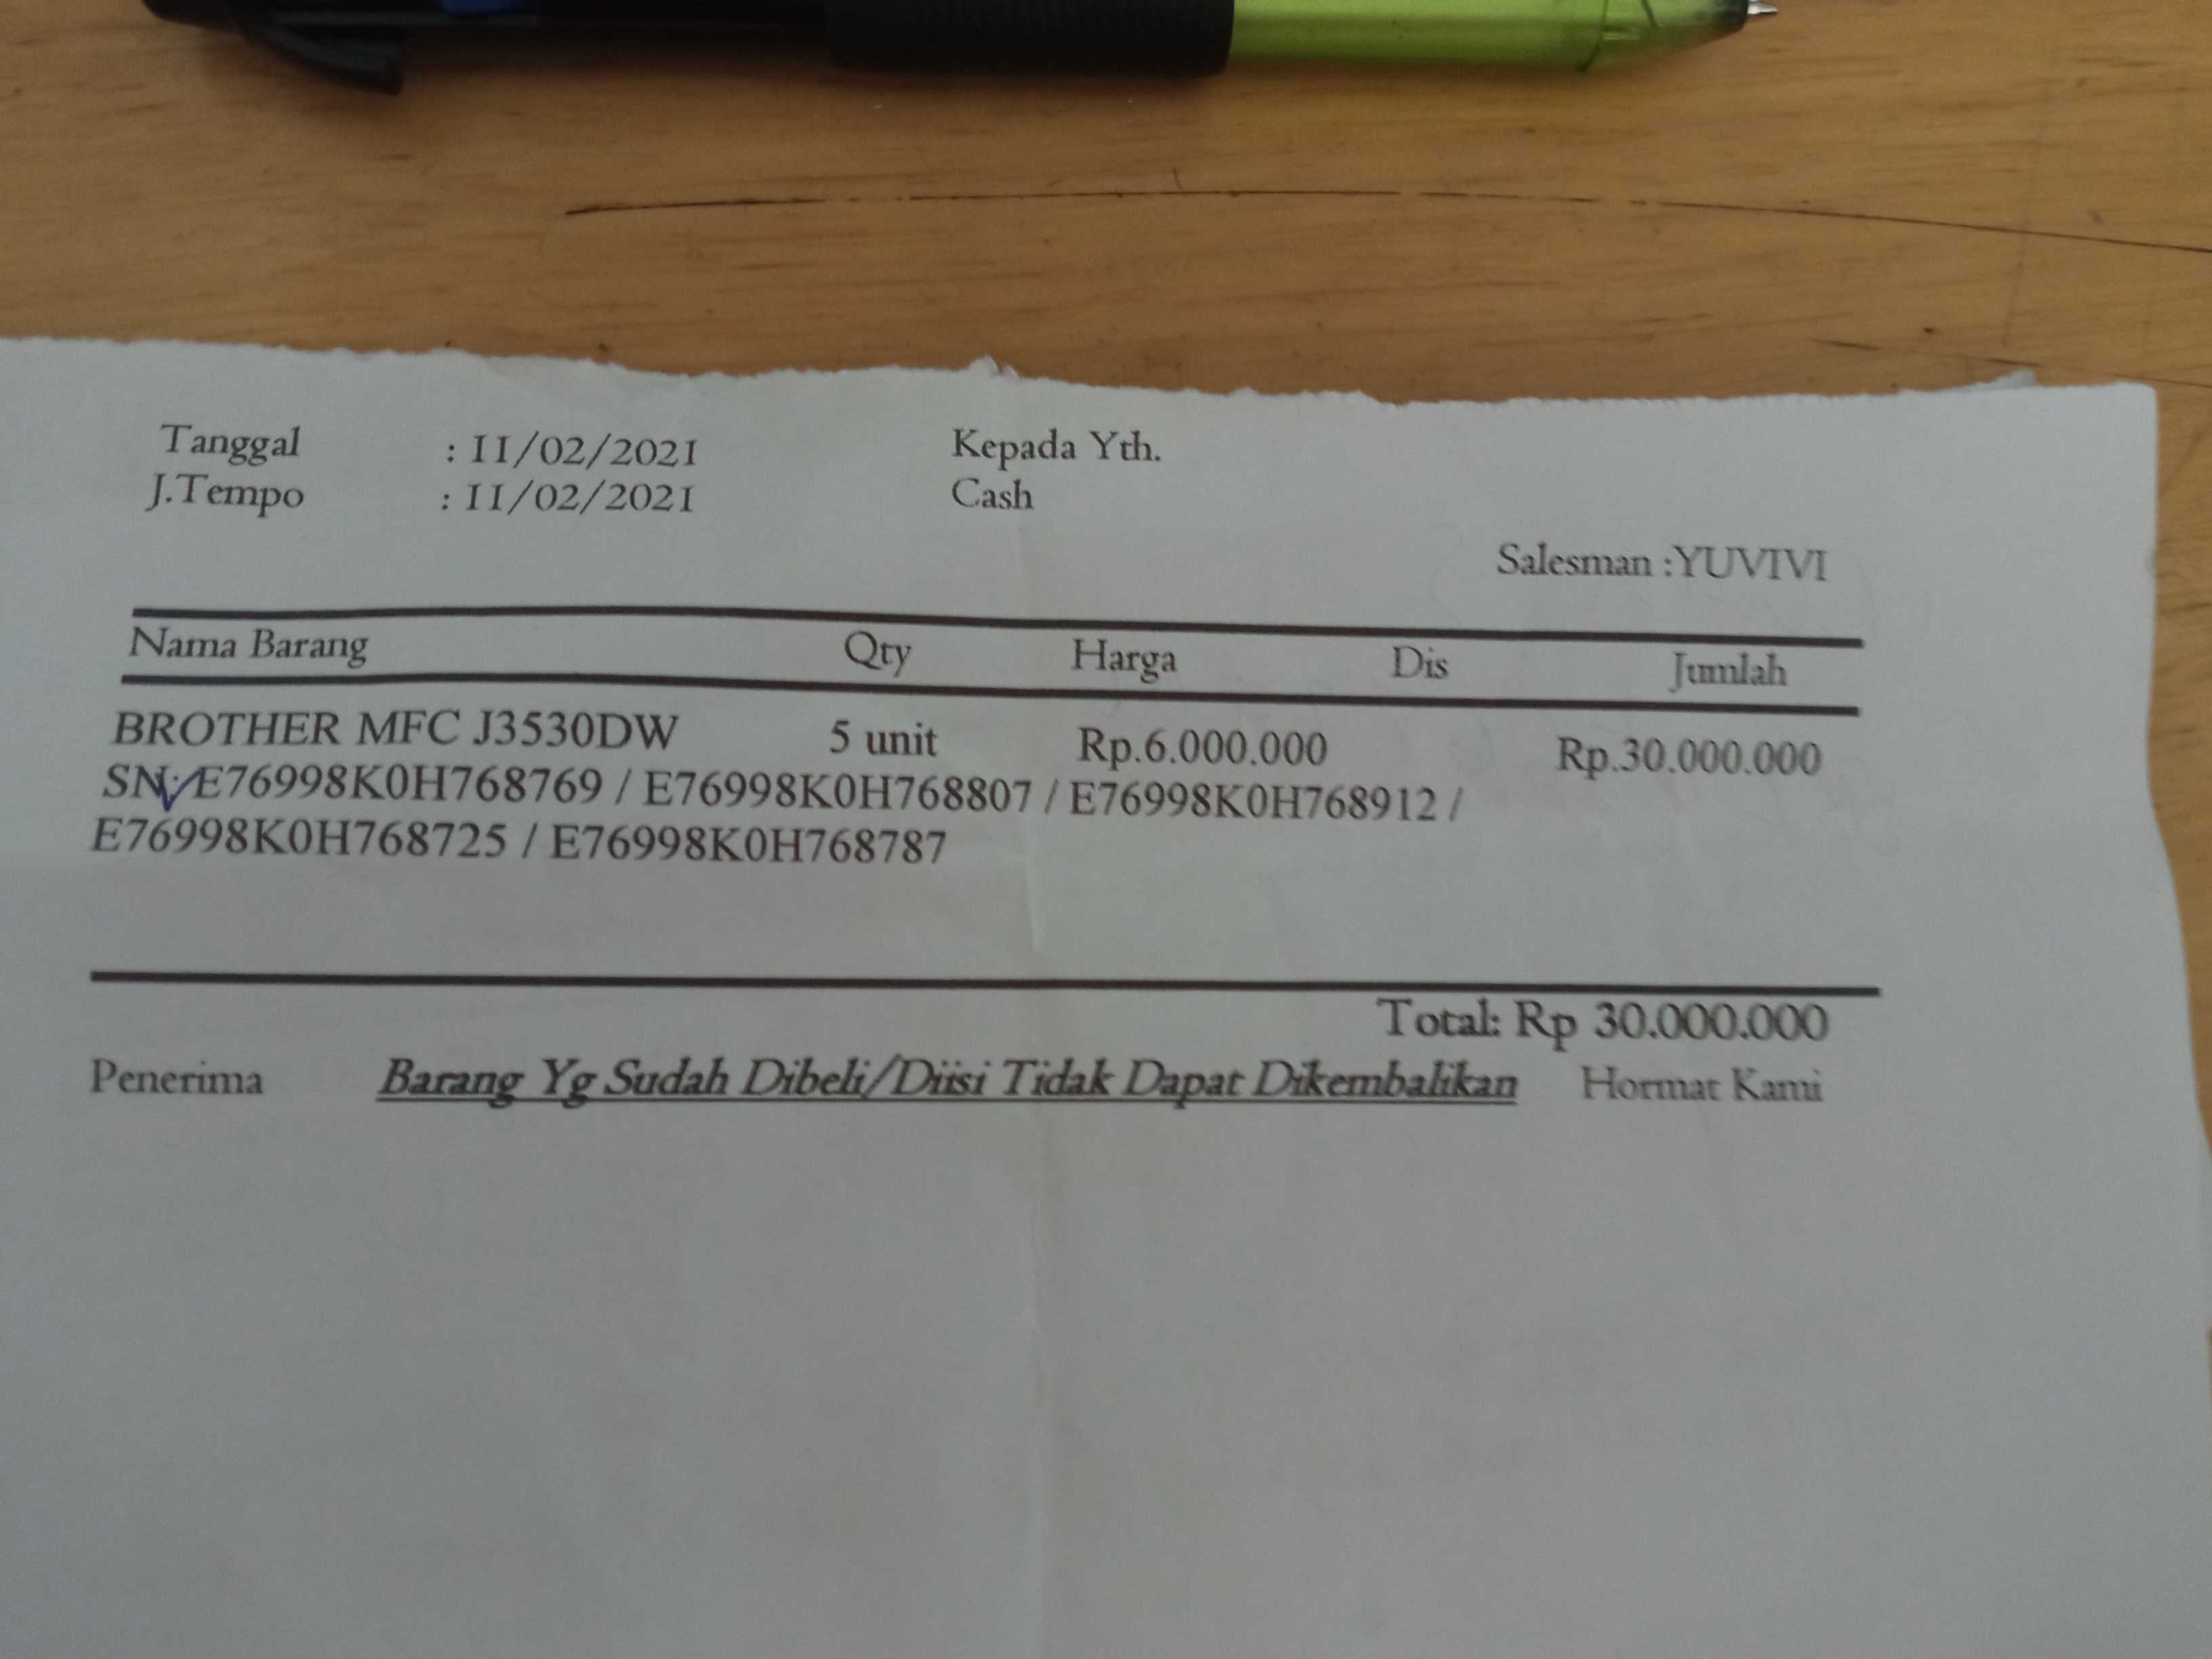 Tanggal : 11/02/2021 Kepada Yth.
J.Tempo : 11/02/2021 Cash
Salesman :YUVIVI
Nama Barang Qty Harga Dis Jumlah
BROTHER MFC J3530DW 5 unit Rp.6.000.000 Rp.30.000.000
SN: E76998K0H768769 / E76998K0H768807 / E76998K0H768912 /
E76998K0H768725 / E76998K0H768787
Total: Rp 30.000.000
Penerima Barang Yg Sudah Dibeli/Diisi Tidak Dapat Dikembalikan Hormat Kami